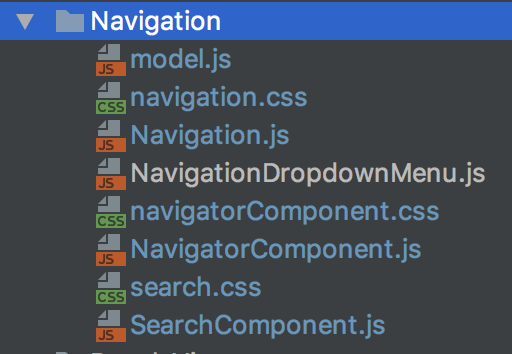 Navigation
JS model.js
CSS navigation.css
JS Navigation.js
JS NavigationDropdownMenu.js
CSS navigatorComponent.css
JS NavigatorComponent.js
CSS search.css
JS SearchComponent.js